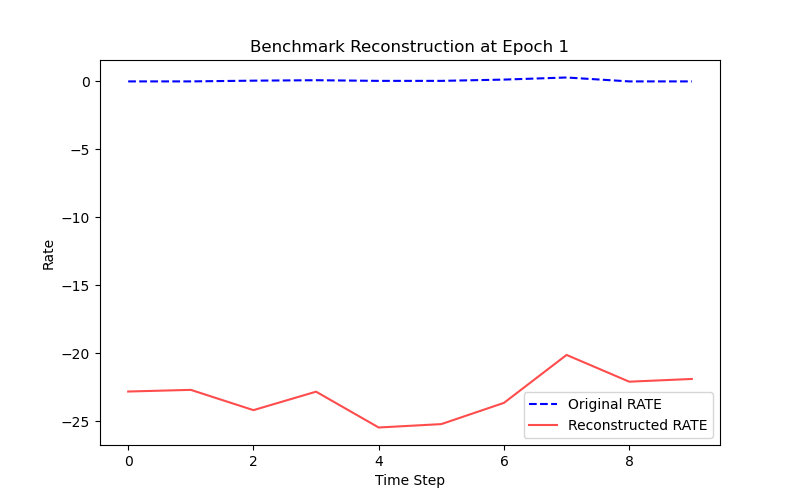 Benchmark Reconstruction at Epoch 1
Rate
0
−5
−10
−15
−20
−25
Original RATE
Reconstructed RATE
0
2
4
6
8
Time Step